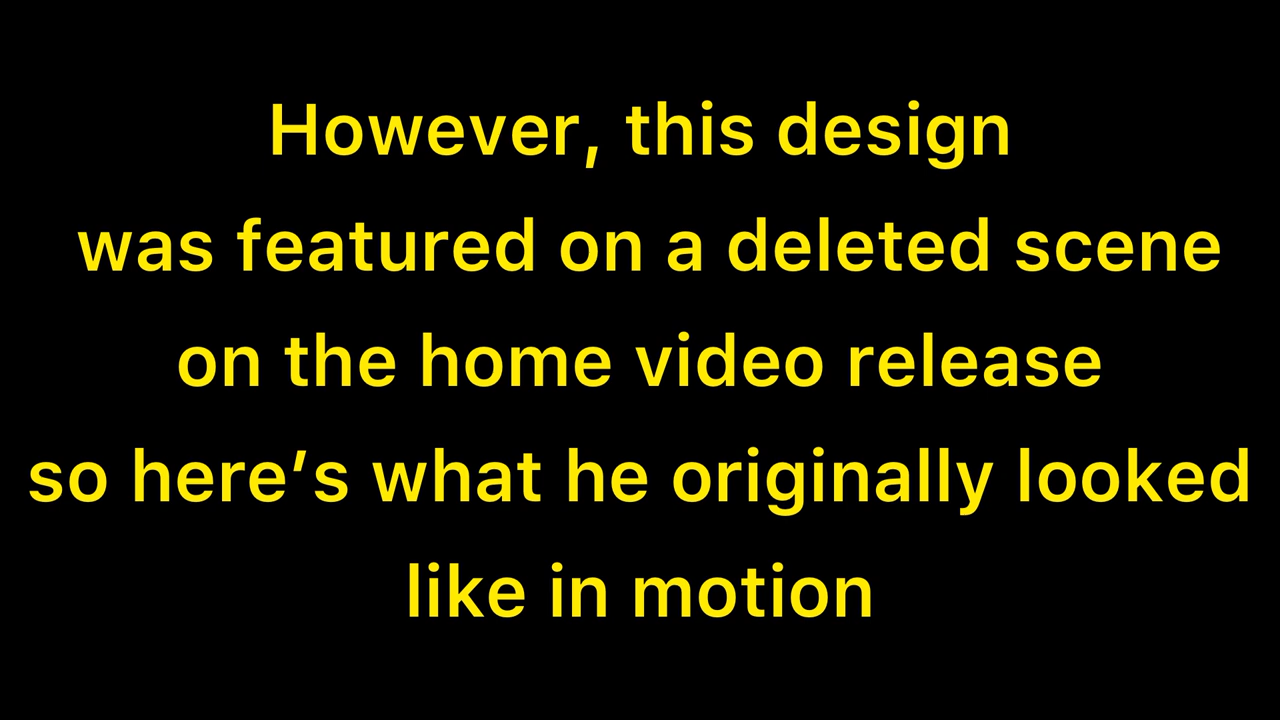 However, this design
was featured on a deleted scene
on the home video release
so here’s what he originally looked
like in motion